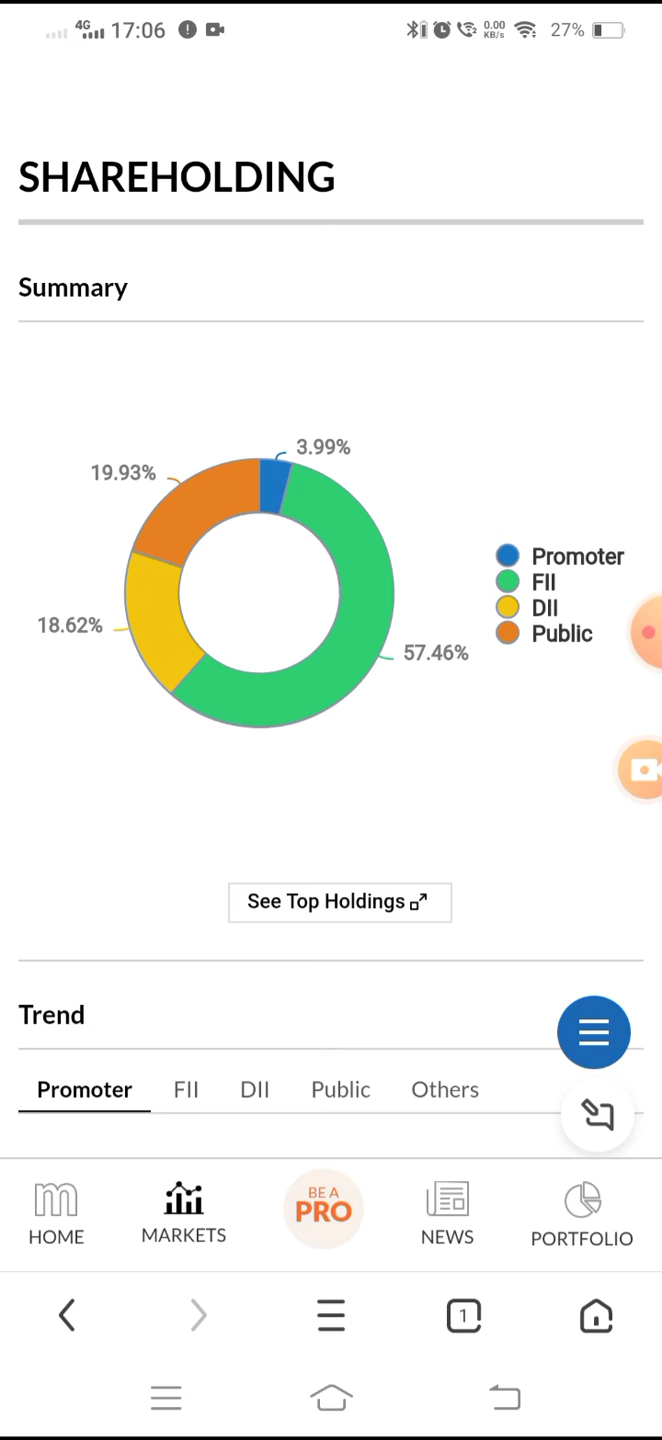 4G 17:06 0.00 KB/s 27%
SHAREHOLDING
Summary
3.99%
19.93%
18.62%
57.46%
Promoter
FII
DII
Public
See Top Holdings
Trend
Promoter FII DII Public Others
BE A
PRO
HOME MARKETS NEWS PORTFOLIO
1